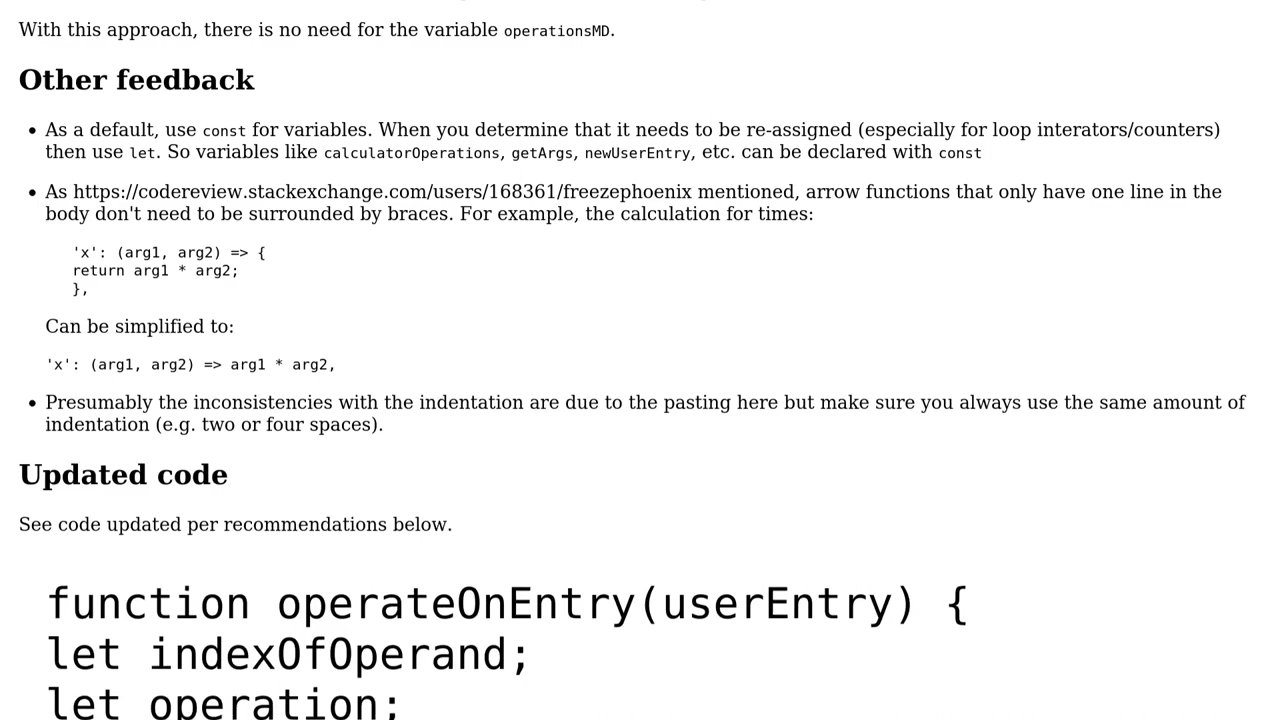 With this approach, there is no need for the variable operationsMD.
Other feedback
• As a default, use const for variables. When you determine that it needs to be re-assigned (especially for loop interators/counters)
then use let. So variables like calculatorOperations, getArgs, newUserEntry, etc. can be declared with const
• As https://codereview.stackexchange.com/users/168361/freezephoenix mentioned, arrow functions that only have one line in the
body don't need to be surrounded by braces. For example, the calculation for times:
'x': (arg1, arg2) => {
return arg1 * arg2;
},
Can be simplified to:
'x': (arg1, arg2) => arg1 * arg2,
• Presumably the inconsistencies with the indentation are due to the pasting here but make sure you always use the same amount of
indentation (e.g. two or four spaces).
Updated code
See code updated per recommendations below.
function operateOnEntry(userEntry) {
let indexOfOperand;
let operation;